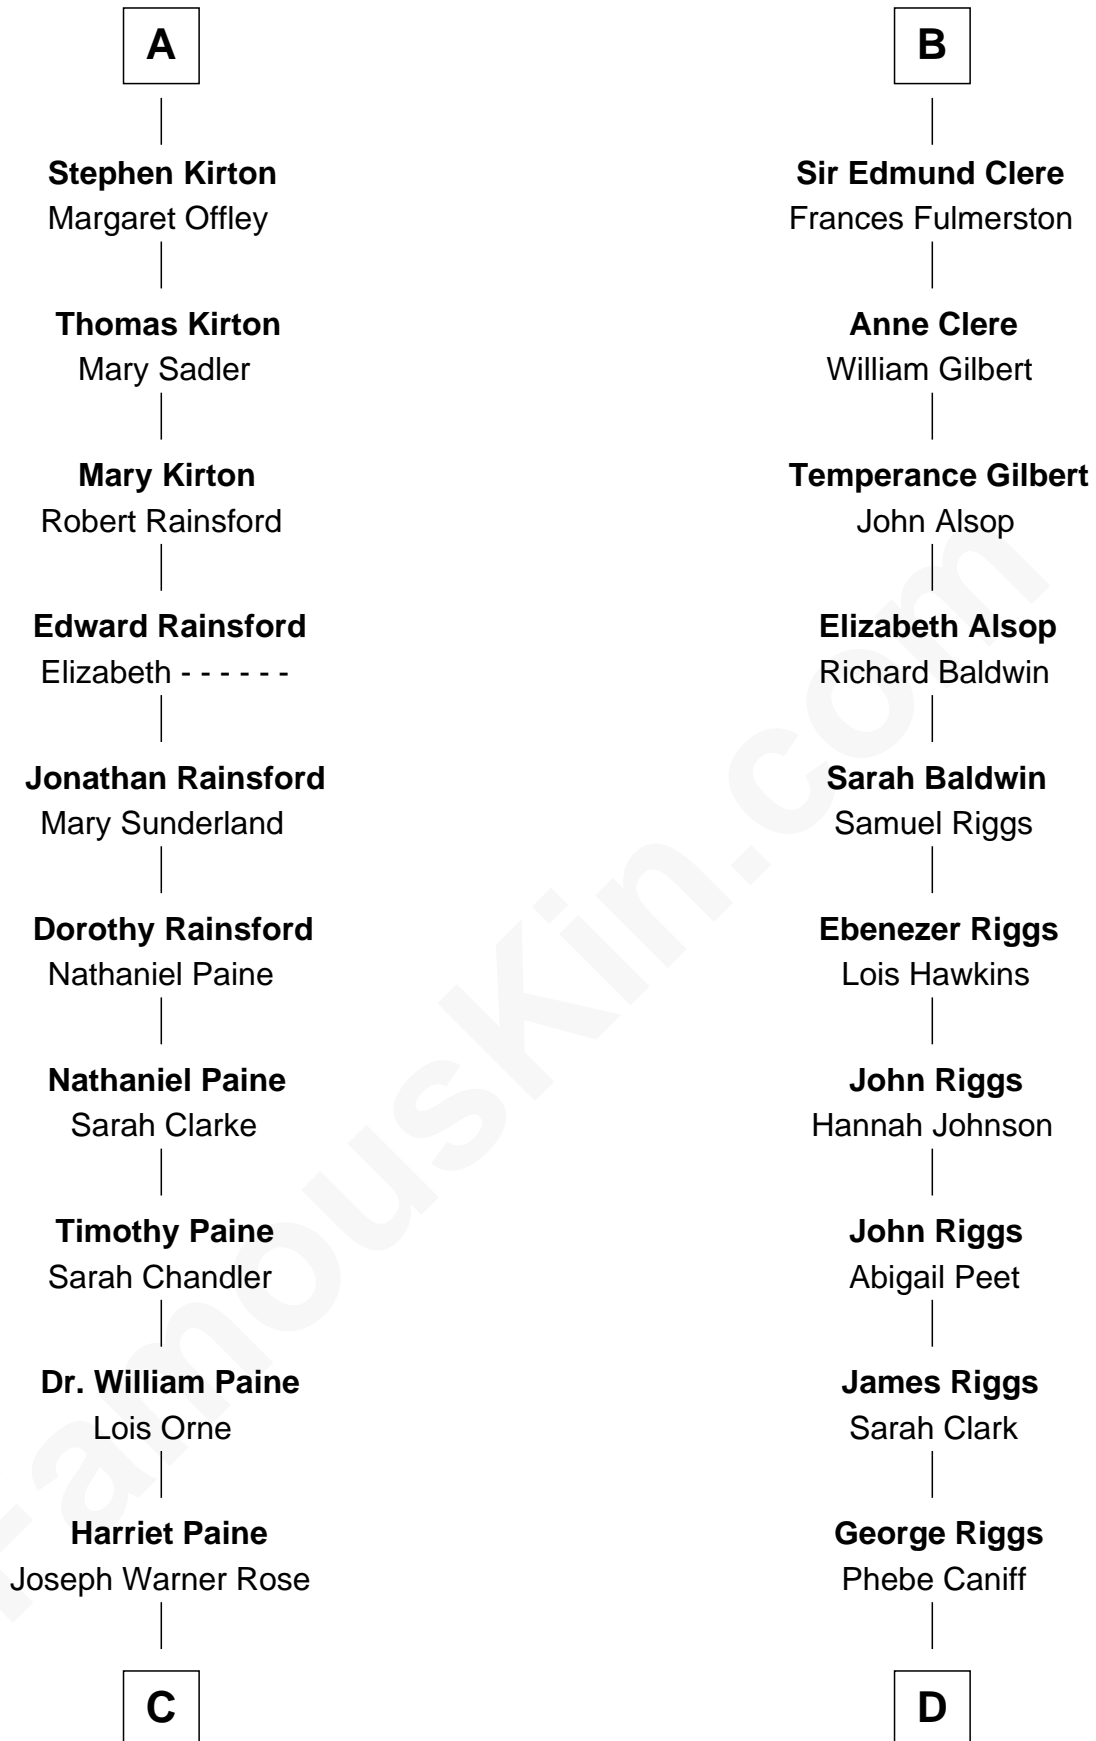 A
Stephen Kirton
Margaret Offley
Thomas Kirton
Mary Sadler
Mary Kirton
Robert Rainsford
Edward Rainsford
Elizabeth - - - - - -
Jonathan Rainsford
Mary Sunderland
Dorothy Rainsford
Nathaniel Paine
Nathaniel Paine
Sarah Clarke
Timothy Paine
Sarah Chandler
Dr. William Paine
Lois Orne
Harriet Paine
Joseph Warner Rose
C
B
Sir Edmund Clere
Frances Fulmerston
Anne Clere
William Gilbert
Temperance Gilbert
John Alsop
Elizabeth Alsop
Richard Baldwin
Sarah Baldwin
Samuel Riggs
Ebenezer Riggs
Lois Hawkins
John Riggs
Hannah Johnson
John Riggs
Abigail Peet
James Riggs
Sarah Clark
George Riggs
Phebe Caniff
D
FamousKin.com